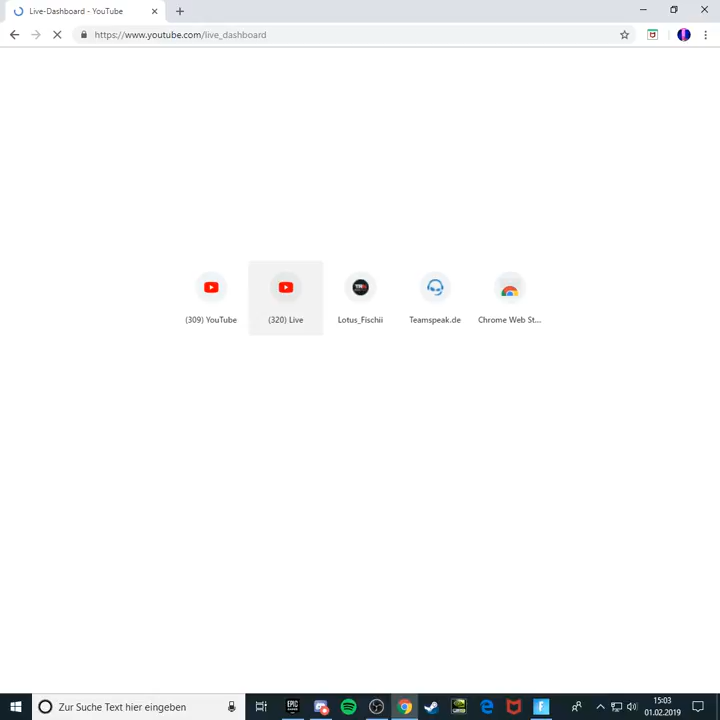 Live-Dashboard - YouTube
https://www.youtube.com/live_dashboard
(309) YouTube
(320) Live
Lotus_Fischii
Teamspeak.de
Chrome Web St...
Zur Suche Text hier eingeben
EPIC
15:03
01.02.2019